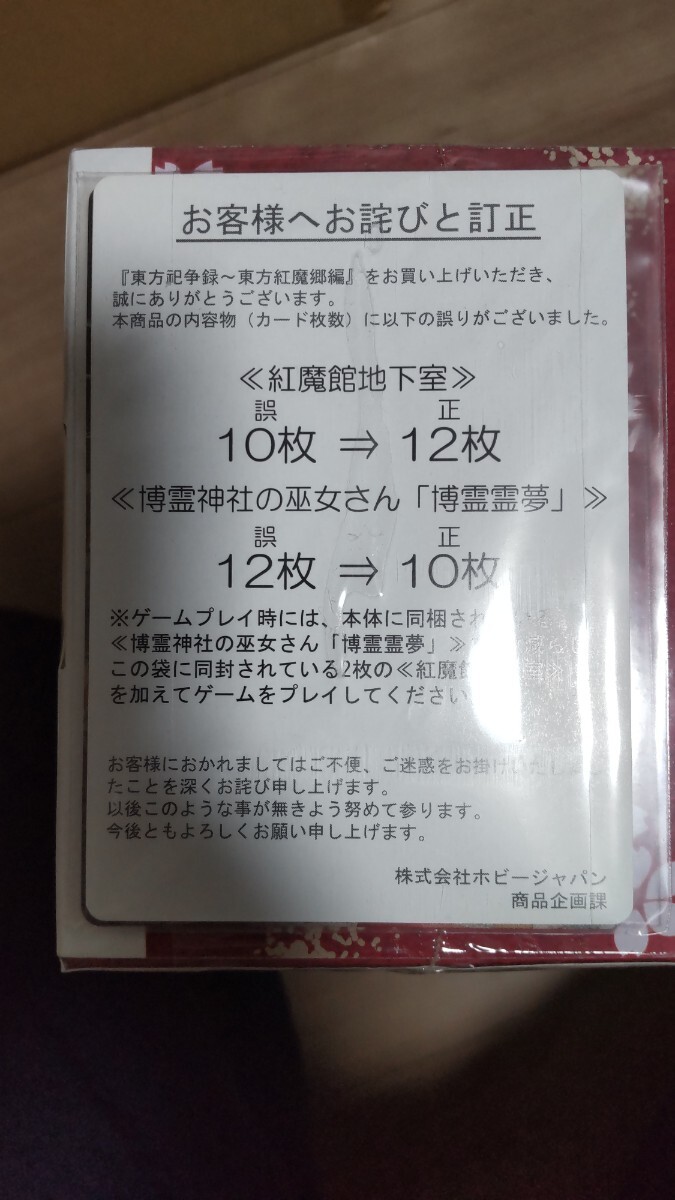 お客様へお詫びと訂正
『東方祀争録～東方紅魔郷編』をお買い上げいただき、
誠にありがとうございます。
本商品の内容物（カード枚数）に以下の誤りがございました。
≪紅魔館地下室≫
誤 正
10枚 ⇒ 12枚
≪博霊神社の巫女さん「博霊霊夢」≫
誤 正
12枚 ⇒ 10枚
※ゲームプレイ時には、本体に同梱され
≪博霊神社の巫女さん「博霊霊夢」≫
この袋に同封されている2枚の≪紅魔館
を加えてゲームをプレイしてください
お客様におかれましてはご不便、ご迷惑をお掛けいたしまし
たことを深くお詫び申し上げます。
以後このような事が無きよう努めて参ります。
今後ともよろしくお願い申し上げます。
株式会社ホビージャパン
商品企画課